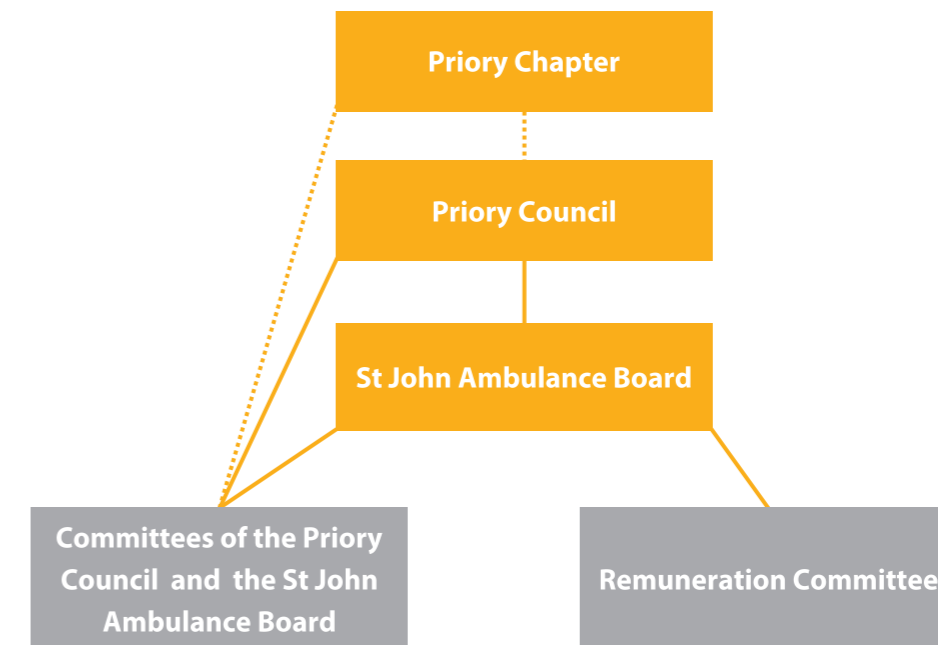 Priory Chapter
Priory Council
St John Ambulance Board
Committees of the Priory
Council and the St John
Ambulance Board
Remuneration Committee